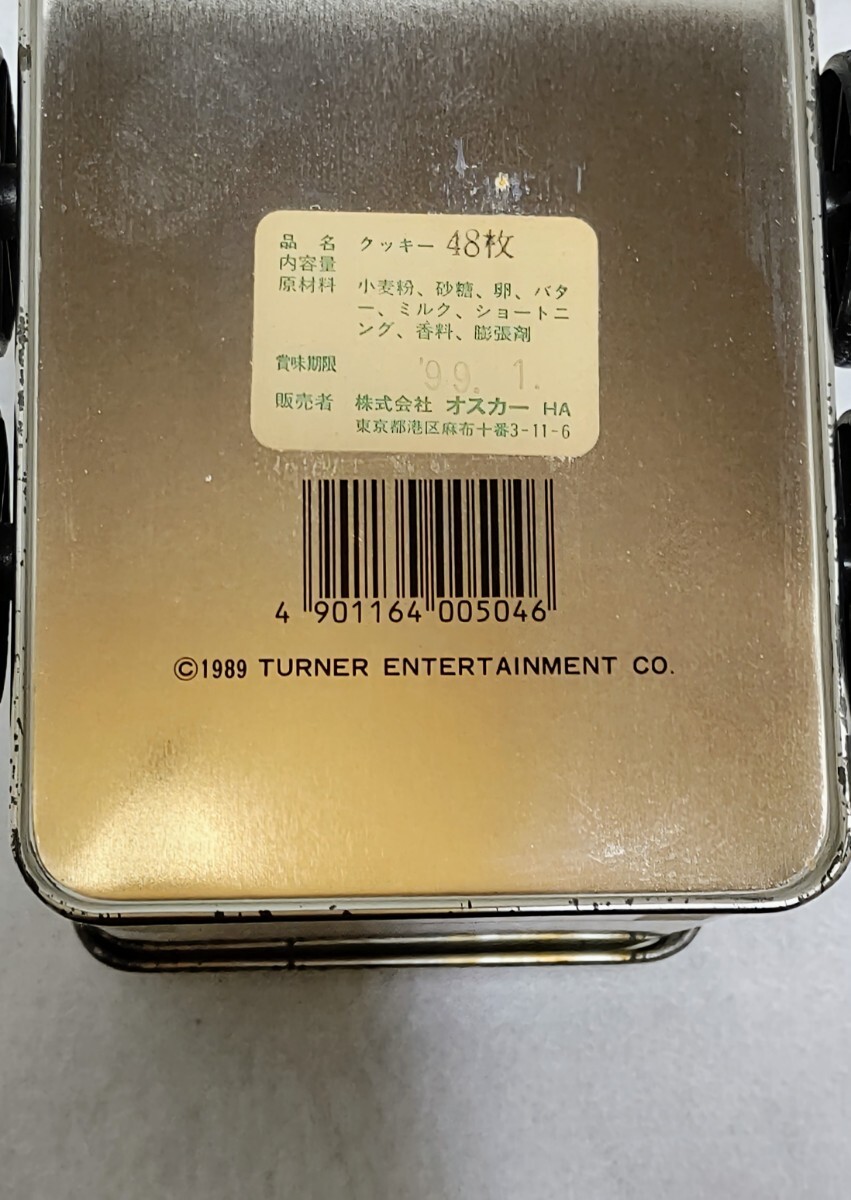 品名 クッキー 48枚
内容量
原材料 小麦粉、砂糖、卵、バタ
ー、ミルク、ショートニ
ング、香料、膨張剤
賞味期限 '99. 1.
販売者 株式会社 オスカー HA
東京都港区麻布十番3-11-6
4 901164 005046
©1989 TURNER ENTERTAINMENT CO.